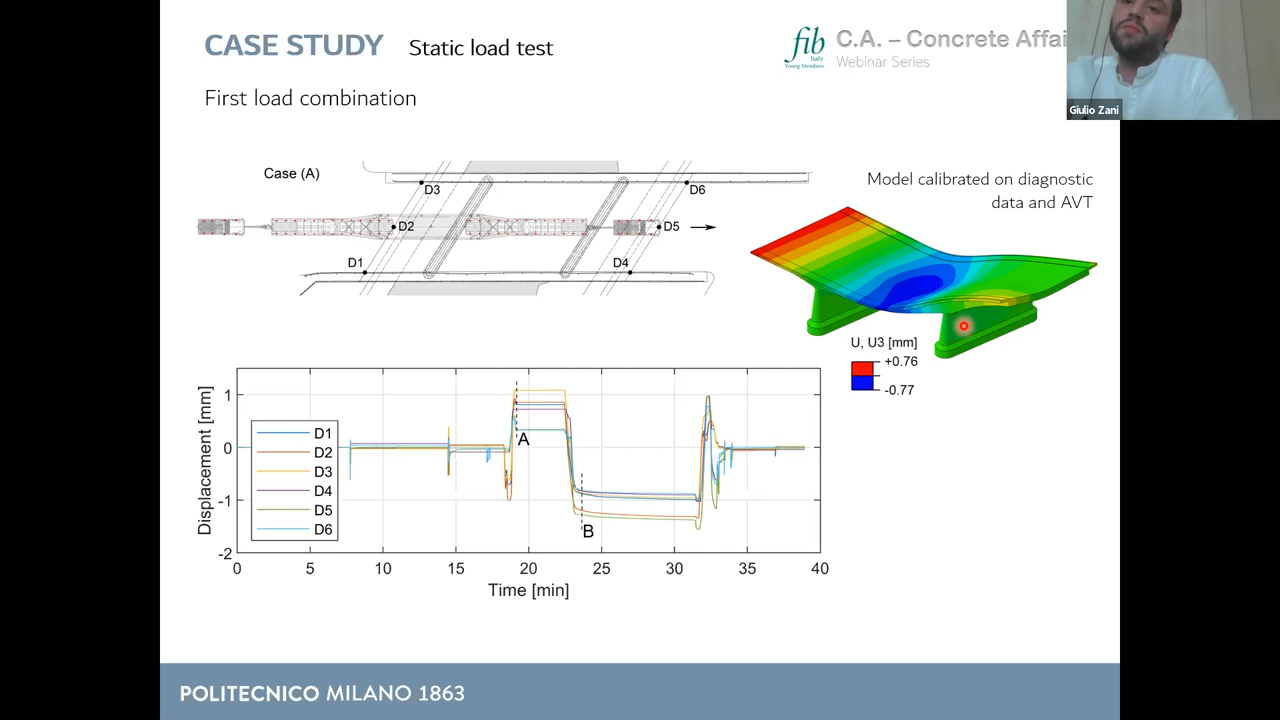 CASE STUDY Static load test
fib
Italy
Young Members
C.A. – Concrete Affai
Webinar Series
Giulio Zani
First load combination
Case (A)
D3
D6
D2
D5
D1
D4
Model calibrated on diagnostic
data and AVT
U, U3 [mm]
+0.76
-0.77
Displacement [mm]
1
0
-1
-2
D1
D2
D3
D4
D5
D6
A
B
0 5 10 15 20 25 30 35 40
Time [min]
POLITECNICO MILANO 1863